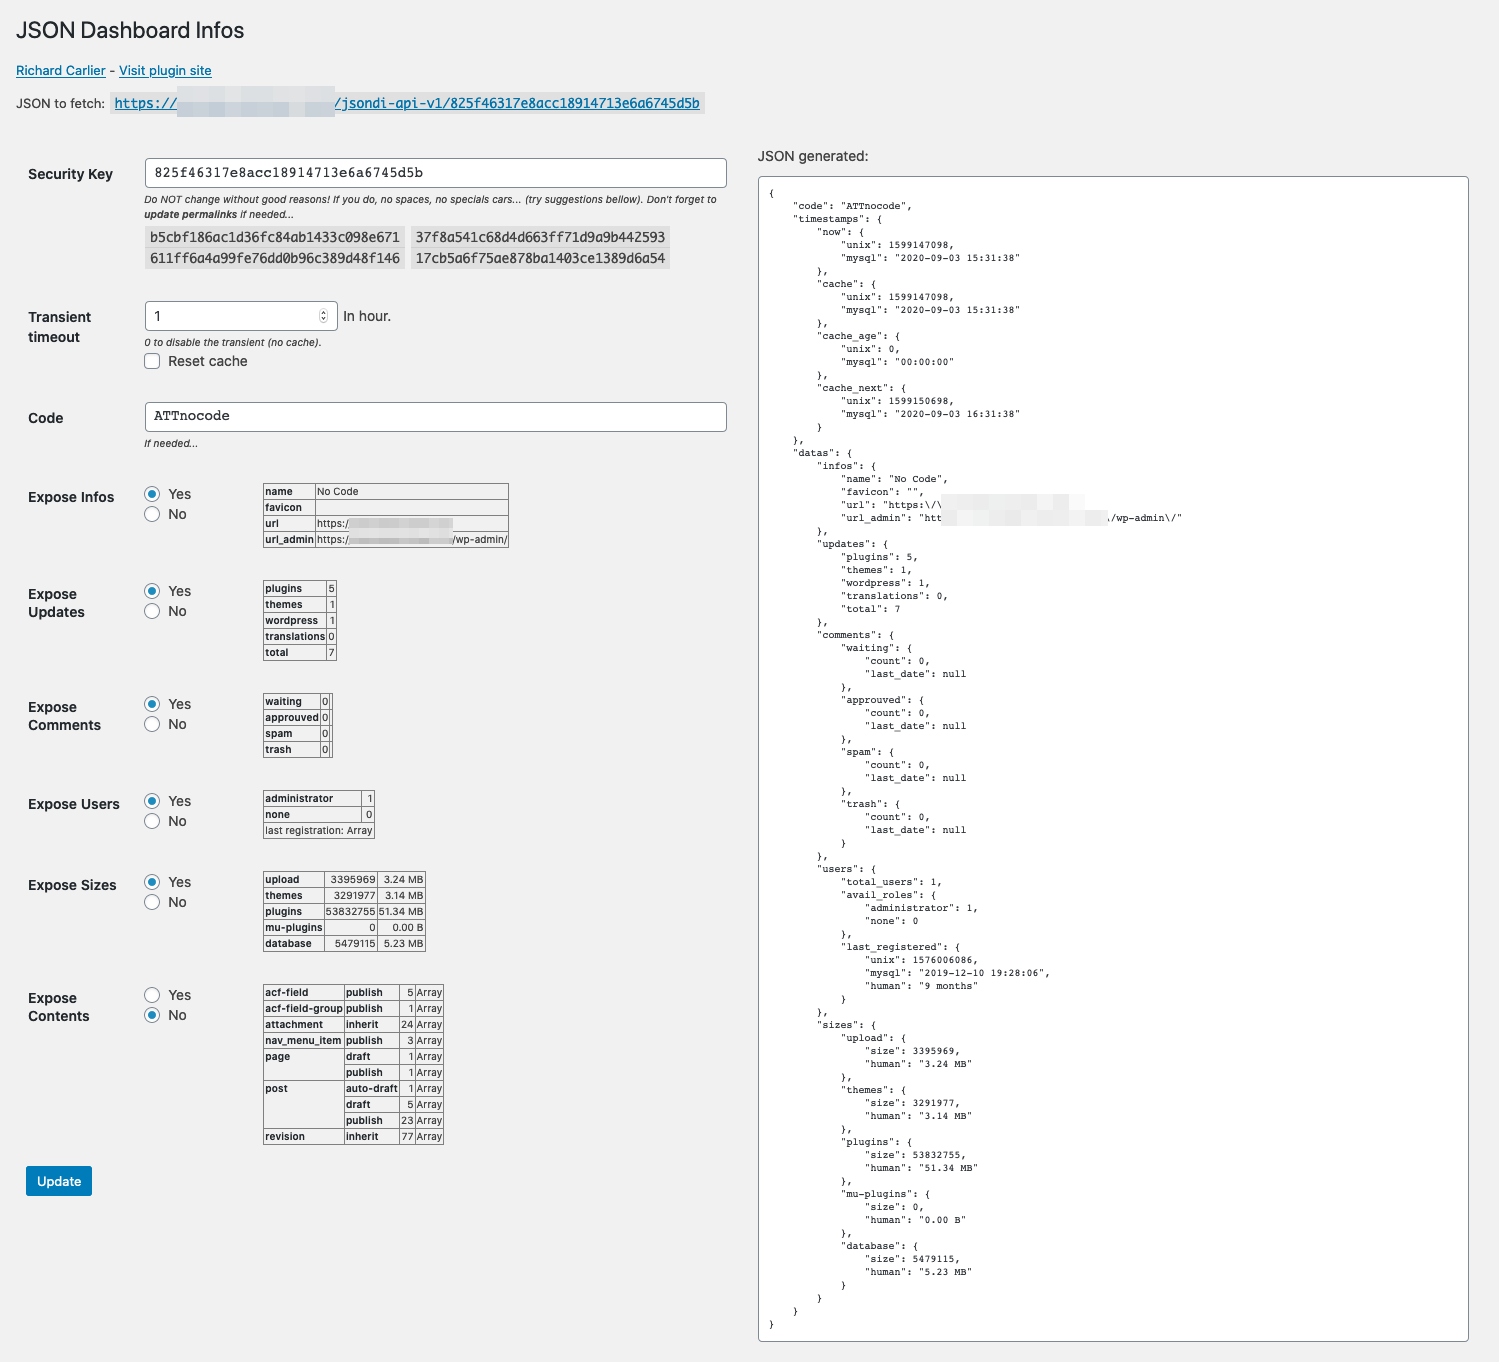 JSON Dashboard Infos
Richard Carlier - Visit plugin site
JSON to fetch: https:// /jsondi-api-v1/825f46317e8acc18914713e6a6745d5b
Security Key
825f46317e8acc18914713e6a6745d5b
Do NOT change without good reasons! If you do, no spaces, no specials cars... (try suggestions bellow). Don't forget to
update permalinks if needed...
b5cbf186ac1d36fc84ab1433c098e671 37f8a541c68d4d663ff71d9a9b442593
611ff6a4a99fe76dd0b96c389d48f146 17cb5a6f75ae878ba1403ce1389d6a54
Transient
timeout
1 In hour.
0 to disable the transient (no cache).
Reset cache
Code
ATTnocode
If needed...
Expose Infos
Yes
No
name No Code
favicon
url https:/
url_admin https:/ /wp-admin/
Expose
Updates
Yes
No
plugins 5
themes 1
wordpress 1
translations 0
total 7
Expose
Comments
Yes
No
waiting 0
approuved 0
spam 0
trash 0
Expose Users
Yes
No
administrator 1
none 0
last registration: Array
Expose Sizes
Yes
No
upload 3395969 3.24 MB
themes 3291977 3.14 MB
plugins 53832755 51.34 MB
mu-plugins 0 0.00 B
database 5479115 5.23 MB
Expose
Contents
Yes
No
acf-field publish 5 Array
acf-field-group publish 1 Array
attachment inherit 24 Array
nav_menu_item publish 3 Array
page draft 1 Array
publish 1 Array
post auto-draft 1 Array
draft 5 Array
publish 23 Array
revision inherit 77 Array
Update
JSON generated:
{
"code": "ATTnocode",
"timestamps": {
"now": {
"unix": 1599147098,
"mysql": "2020-09-03 15:31:38"
},
"cache": {
"unix": 1599147098,
"mysql": "2020-09-03 15:31:38"
},
"cache_age": {
"unix": 0,
"mysql": "00:00:00"
},
"cache_next": {
"unix": 1599150698,
"mysql": "2020-09-03 16:31:38"
}
},
"datas": {
"infos": {
"name": "No Code",
"favicon": "",
"url": "https:\/\
"url_admin": "htt /wp-admin\/"
},
"updates": {
"plugins": 5,
"themes": 1,
"wordpress": 1,
"translations": 0,
"total": 7
},
"comments": {
"waiting": {
"count": 0,
"last_date": null
},
"approuved": {
"count": 0,
"last_date": null
},
"spam": {
"count": 0,
"last_date": null
},
"trash": {
"count": 0,
"last_date": null
}
},
"users": {
"total_users": 1,
"avail_roles": {
"administrator": 1,
"none": 0
},
"last_registered": {
"unix": 1576006086,
"mysql": "2019-12-10 19:28:06",
"human": "9 months"
}
},
"sizes": {
"upload": {
"size": 3395969,
"human": "3.24 MB"
},
"themes": {
"size": 3291977,
"human": "3.14 MB"
},
"plugins": {
"size": 53832755,
"human": "51.34 MB"
},
"mu-plugins": {
"size": 0,
"human": "0.00 B"
},
"database": {
"size": 5479115,
"human": "5.23 MB"
}
}
}
}